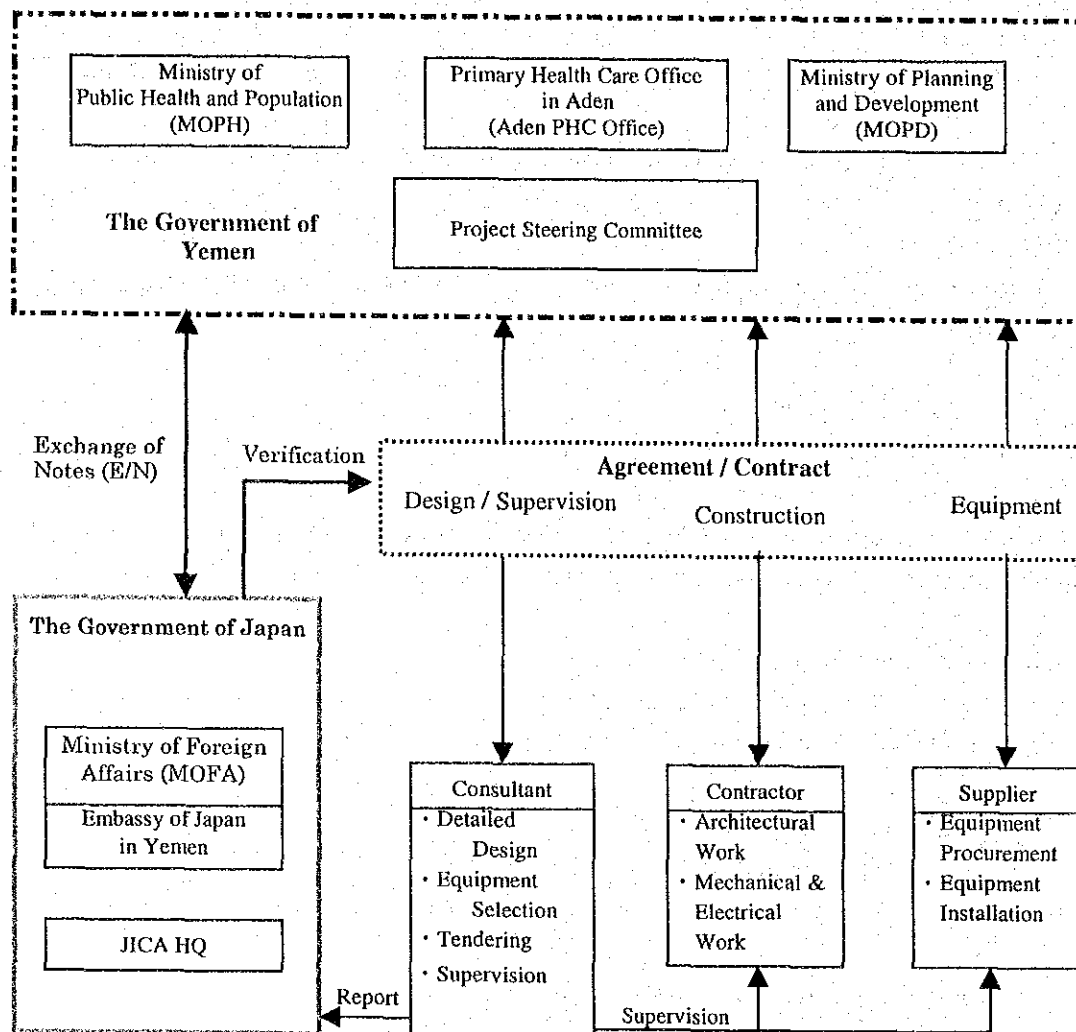 Ministry of
Public Health and Population
(MOPH)
Primary Health Care Office
in Aden
(Aden PHC Office)
Ministry of Planning
and Development
(MOPD)
The Government of
Yemen
Project Steering Committee
Exchange of
Notes (E/N)
Verification
Agreement / Contract
Design / Supervision
Construction
Equipment
The Government of Japan
Ministry of Foreign
Affairs (MOFA)
Embassy of Japan
in Yemen
JICA HQ
Consultant
・Detailed
Design
・Equipment
Selection
・Tendering
・Supervision
Contractor
・Architectural
Work
・Mechanical &
Electrical
Work
Supplier
・Equipment
Procurement
・Equipment
Installation
Report
Supervision